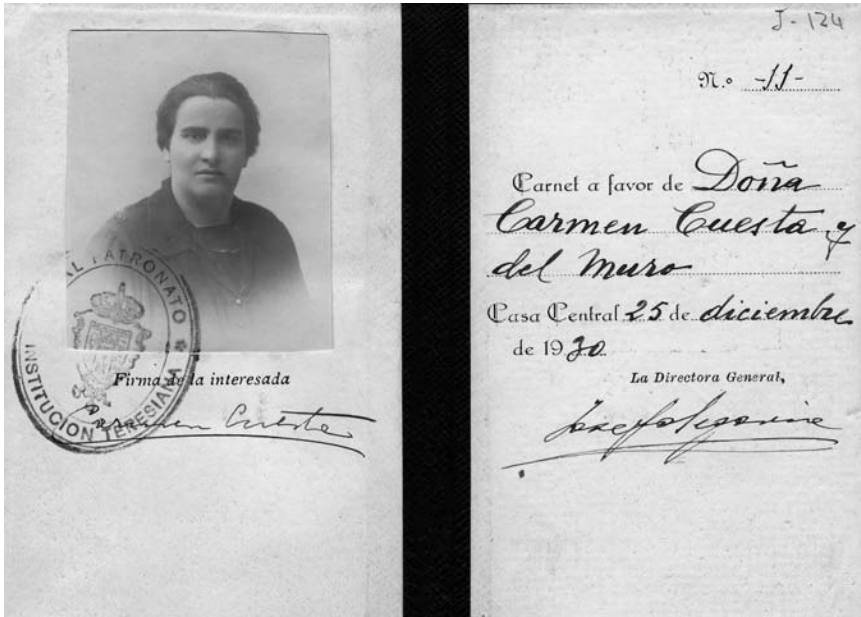 AL PATRONATO
INSTITUCION TERESIANA
Firma de la interesada
Carmen Cuesta
J-124
N.º -11-
Carnet a favor de Doña
Carmen Cuesta y
del Muro
Casa Central 25 de diciembre
de 1930
La Directora General,
Josefa Segovia